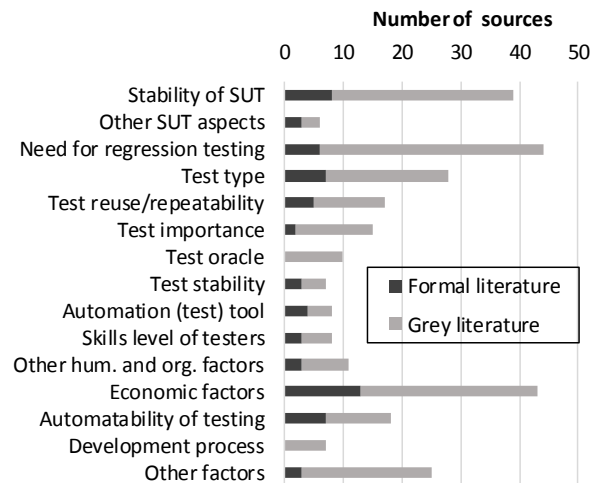 Number of sources
0 10 20 30 40 50
Stability of SUT
Other SUT aspects
Need for regression testing
Test type
Test reuse/repeatability
Test importance
Test oracle
Test stability
Automation (test) tool
Skills level of testers
Other hum. and org. factors
Economic factors
Automatability of testing
Development process
Other factors
Formal literature
Grey literature